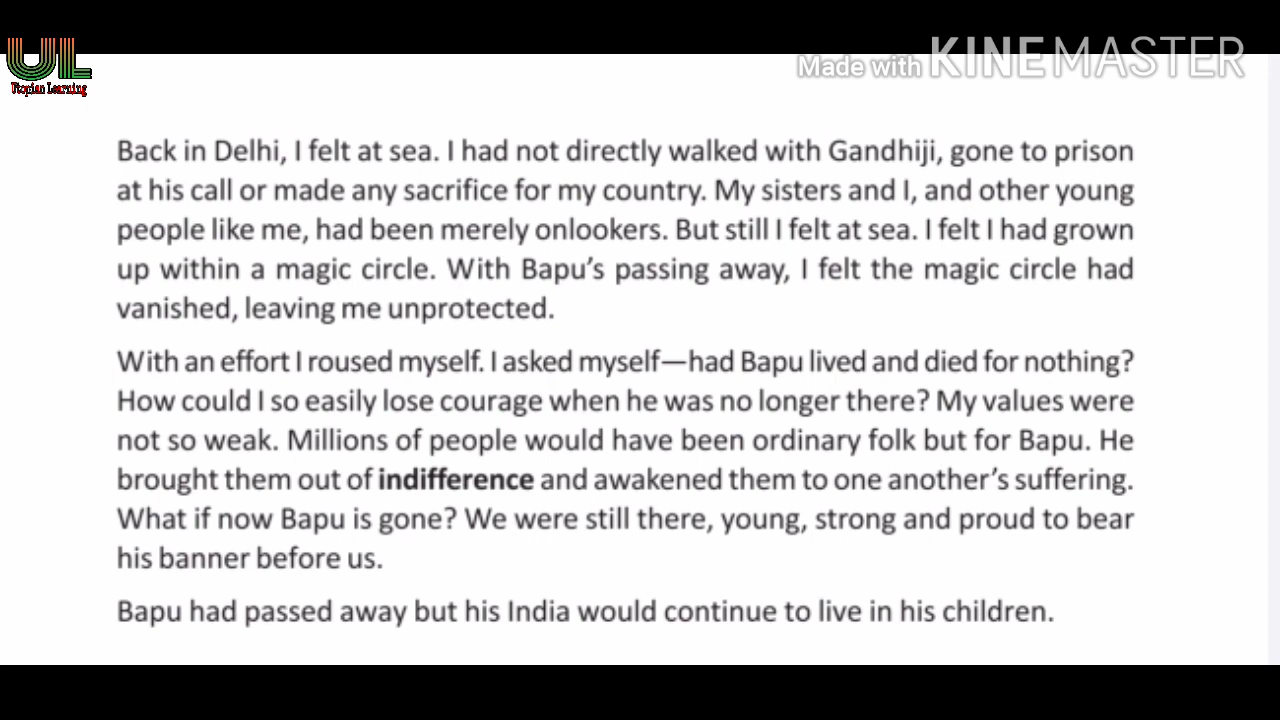 UL
Utopian Learning
Made with KINEMASTER
Back in Delhi, I felt at sea. I had not directly walked with Gandhiji, gone to prison
at his call or made any sacrifice for my country. My sisters and I, and other young
people like me, had been merely onlookers. But still I felt at sea. I felt I had grown
up within a magic circle. With Bapu’s passing away, I felt the magic circle had
vanished, leaving me unprotected.
With an effort I roused myself. I asked myself—had Bapu lived and died for nothing?
How could I so easily lose courage when he was no longer there? My values were
not so weak. Millions of people would have been ordinary folk but for Bapu. He
brought them out of indifference and awakened them to one another’s suffering.
What if now Bapu is gone? We were still there, young, strong and proud to bear
his banner before us.
Bapu had passed away but his India would continue to live in his children.